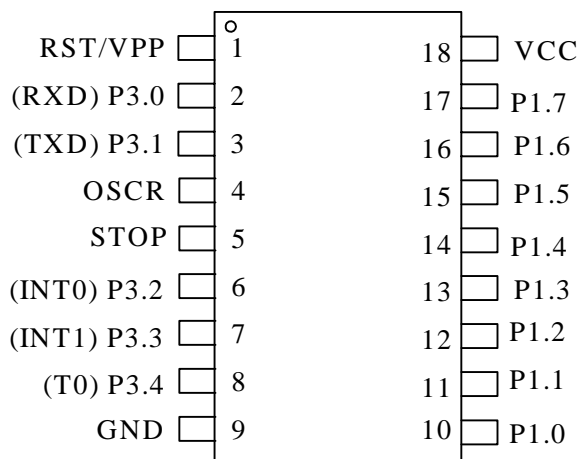 RST/VPP 1 18 VCC
(RXD) P3.0 2 17 P1.7
(TXD) P3.1 3 16 P1.6
OSCR 4 15 P1.5
STOP 5 14 P1.4
(INT0) P3.2 6 13 P1.3
(INT1) P3.3 7 12 P1.2
(T0) P3.4 8 11 P1.1
GND 9 10 P1.0